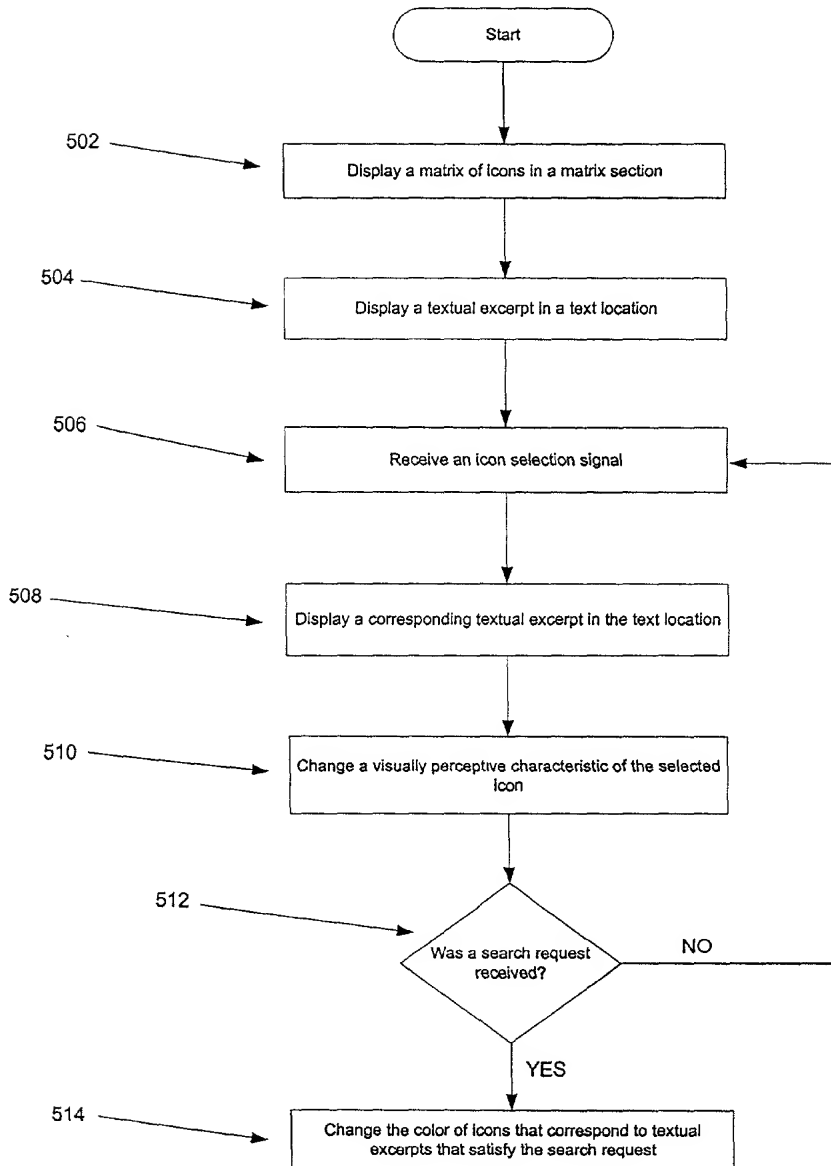 Start
502
Display a matrix of icons in a matrix section
504
Display a textual excerpt in a text location
506
Receive an icon selection signal
508
Display a corresponding textual excerpt in the text location
510
Change a visually perceptive characteristic of the selected
icon
512
Was a search request
received?
NO
YES
514
Change the color of icons that correspond to textual
excerpts that satisfy the search request